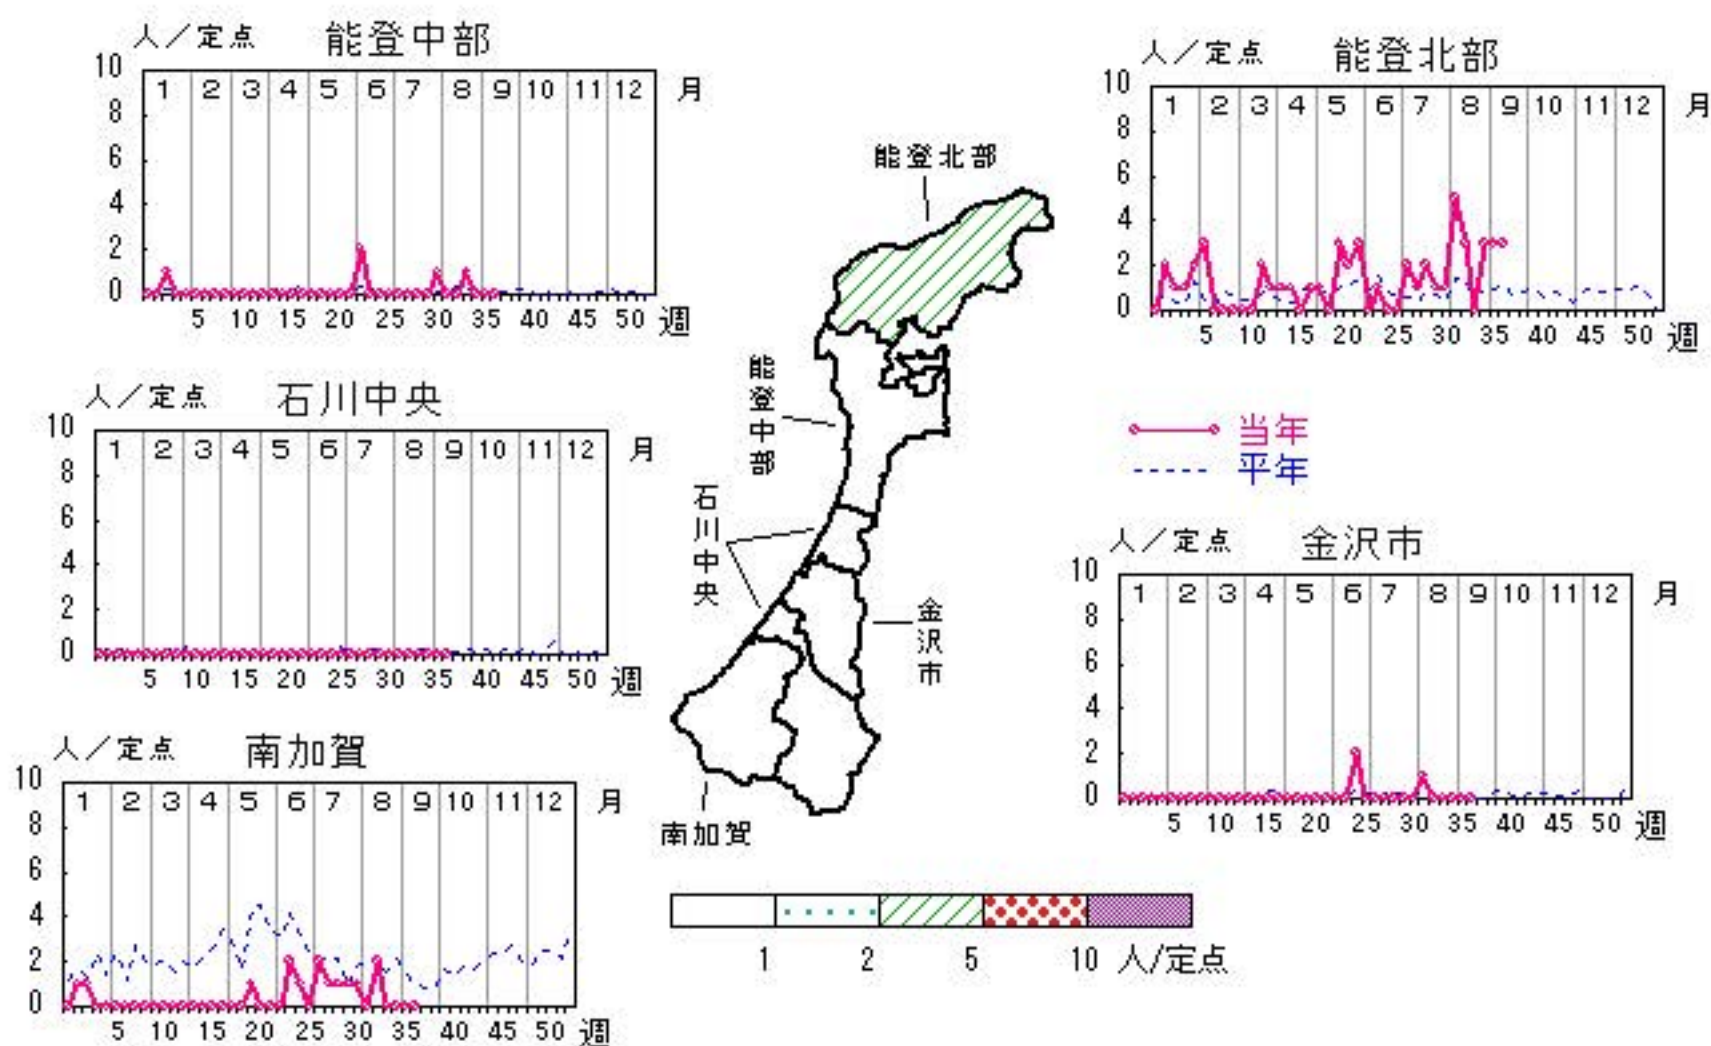 人／定点 能登中部
10 8 6 4 2 0
1 2 3 4 5 6 7 8 9 10 11 12 月
5 10 15 20 25 30 35 40 45 50 週
人／定点 能登北部
10 8 6 4 2 0
1 2 3 4 5 6 7 8 9 10 11 12 月
5 10 15 20 25 30 35 40 45 50 週
能登北部
能登中部
石川中央
金沢市
南加賀
人／定点 石川中央
10 8 6 4 2 0
1 2 3 4 5 6 7 8 9 10 11 12 月
5 10 15 20 25 30 35 40 45 50 週
当年
平年
人／定点 金沢市
10 8 6 4 2 0
1 2 3 4 5 6 7 8 9 10 11 12 月
5 10 15 20 25 30 35 40 45 50 週
人／定点 南加賀
10 8 6 4 2 0
1 2 3 4 5 6 7 8 9 10 11 12 月
5 10 15 20 25 30 35 40 45 50 週
1 2 5 10 人/定点